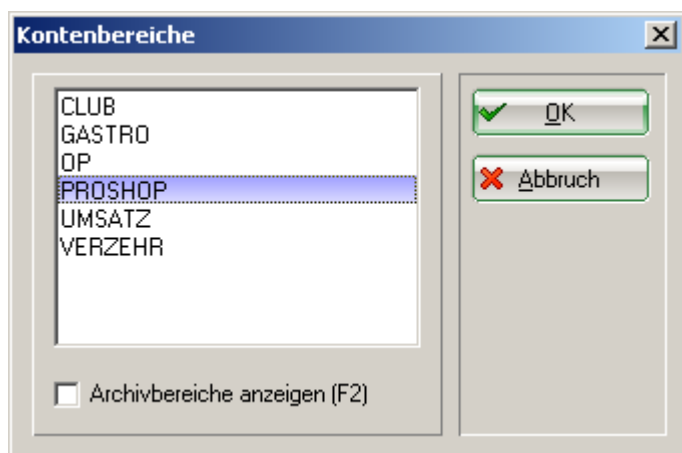 Kontenbereiche
CLUB
GASTRO
OP
PROSHOP
UMSATZ
VERZEHR
Archivbereiche anzeigen (F2)
OK
Abbruch